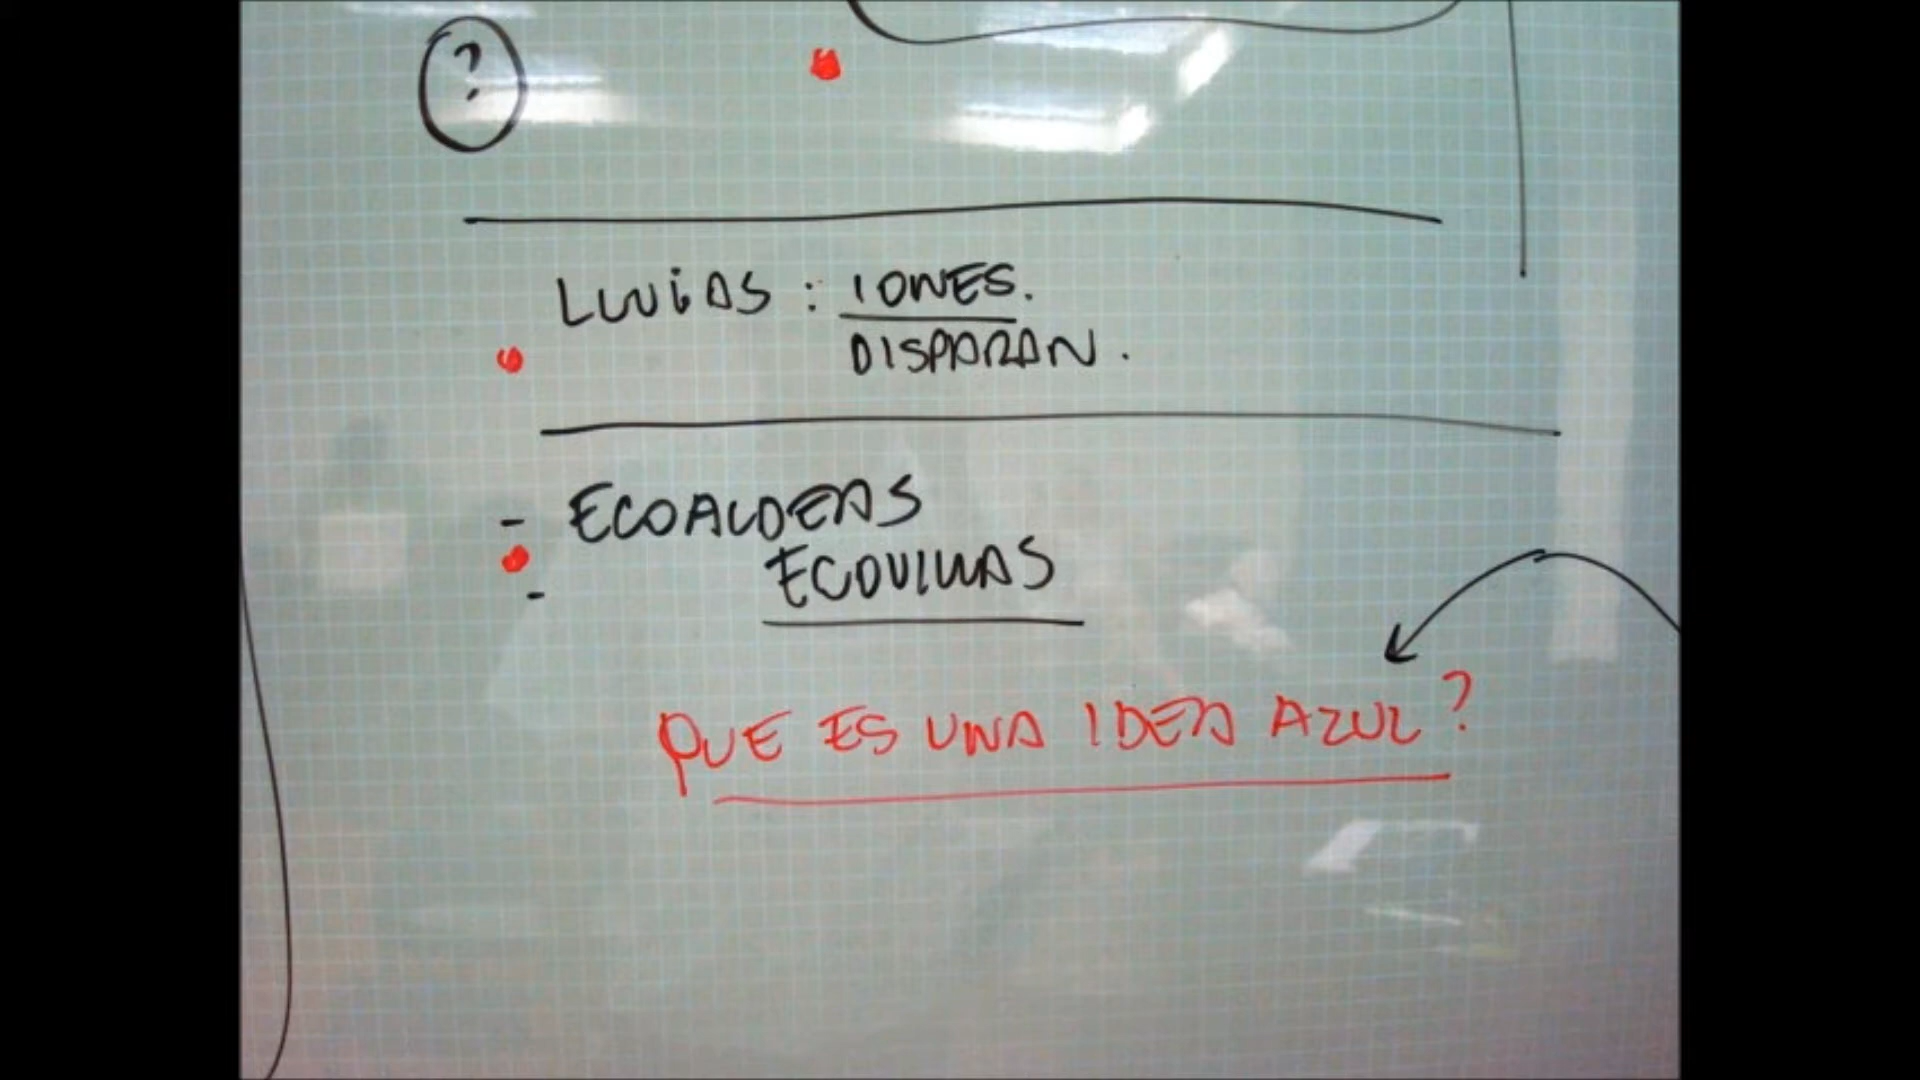 ?
LLUViAS : IONES.
DISPARAN.
- ECOALDEAS
- ECOVILLAS
QUE ES UNA IDEA AZUL ?